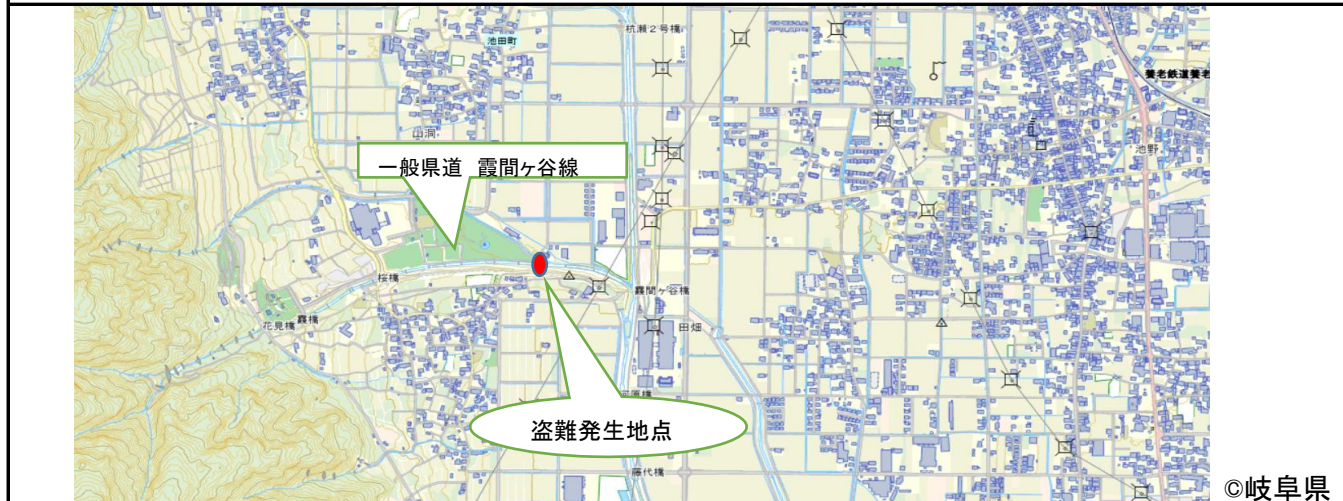 杭瀬２号橋
池田町
養老鉄道養老
山洞
池野
一般県道　霞間ヶ谷線
桜橋
霞間ヶ谷橋
花見橋
霞橋
田畑
盗難発生地点
藤代橋
©岐阜県